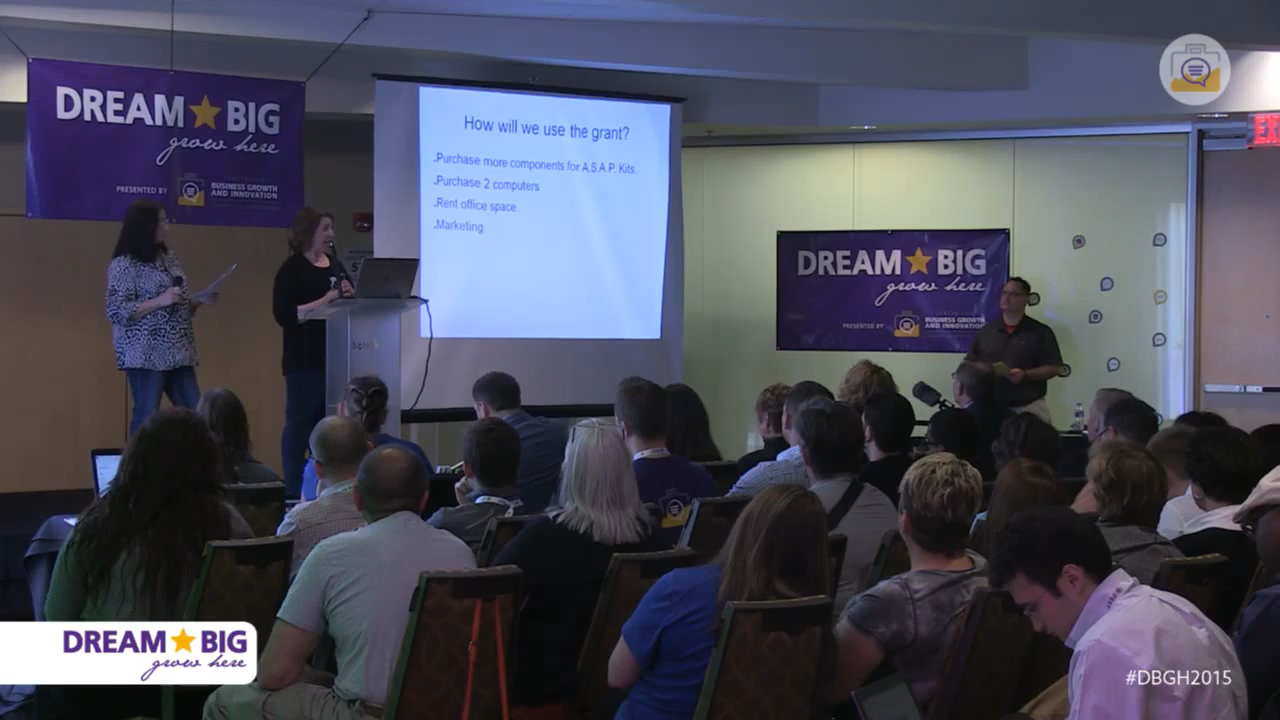 DREAM BIG
grow here
PRESENTED BY
BUSINESS GROWTH
AND INNOVATION
How will we use the grant?
.Purchase more components for A.S.A.P. Kits.
.Purchase 2 computers
.Rent office space
.Marketing
DREAM BIG
grow here
PRESENTED BY
BUSINESS GROWTH
AND INNOVATION
DREAM BIG
grow here
#DBGH2015